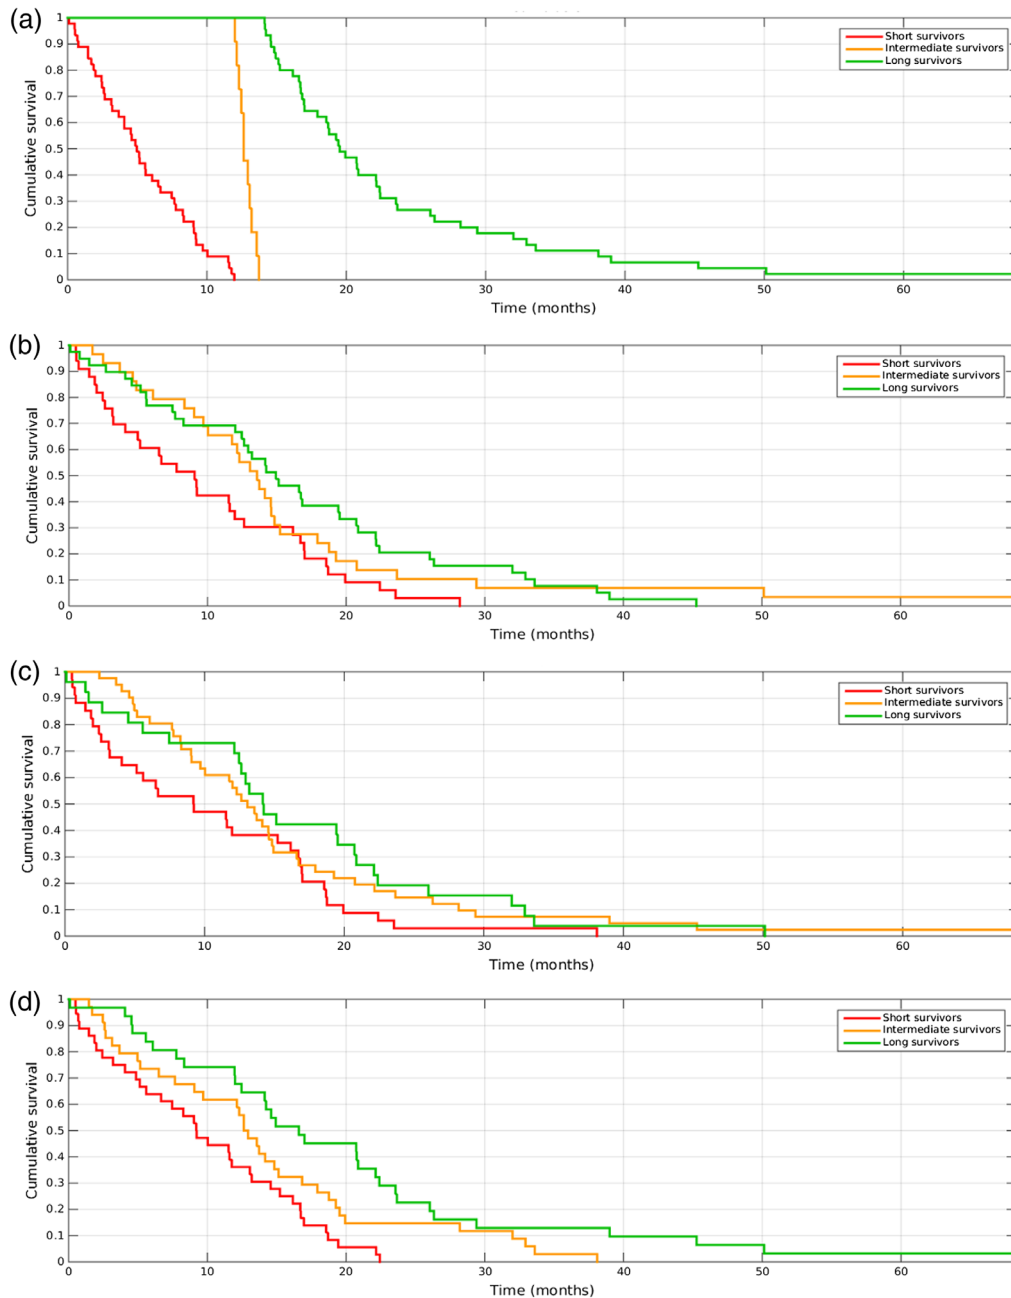 (a)
1
0.9
0.8
0.7
0.6
0.5
0.4
0.3
0.2
0.1
0
Cumulative survival
Short survivors
Intermediate survivors
Long survivors
0 10 20 30 40 50 60
Time (months)
(b)
1
0.9
0.8
0.7
0.6
0.5
0.4
0.3
0.2
0.1
0
Cumulative survival
Short survivors
Intermediate survivors
Long survivors
0 10 20 30 40 50 60
Time (months)
(c)
1
0.9
0.8
0.7
0.6
0.5
0.4
0.3
0.2
0.1
0
Cumulative survival
Short survivors
Intermediate survivors
Long survivors
0 10 20 30 40 50 60
Time (months)
(d)
1
0.9
0.8
0.7
0.6
0.5
0.4
0.3
0.2
0.1
0
Cumulative survival
Short survivors
Intermediate survivors
Long survivors
0 10 20 30 40 50 60
Time (months)